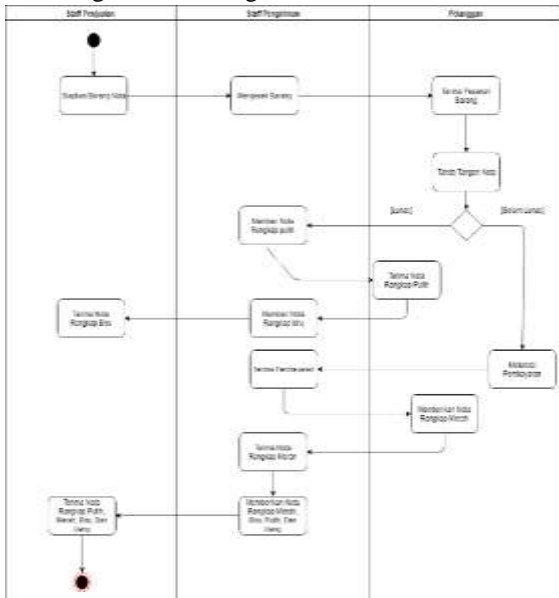 Staff Penjualan
Staff Pengiriman
Pelanggan
Siapkan Barang Nota
Mengecek Barang
Terima Pesanan
Barang
Tanda Tangan Nota
[Lunas]
[Belum Lunas]
Memberi Nota
Rangkap putih
Terima Nota
Rangkap Putih
Memberi Nota
Rangkap biru
Terima Nota
Rangkap Biru
Melakukan
Pembayaran
Terima Pembayaran
Memberikan Nota
Rangkap Merah
Terima Nota
Rangkap Merah
Memberikan Nota
Rangkap Merah,
Biru, Putih, Dan
Uang
Terima Nota
Rangkap Putih,
Merah, Biru, Dan
Uang